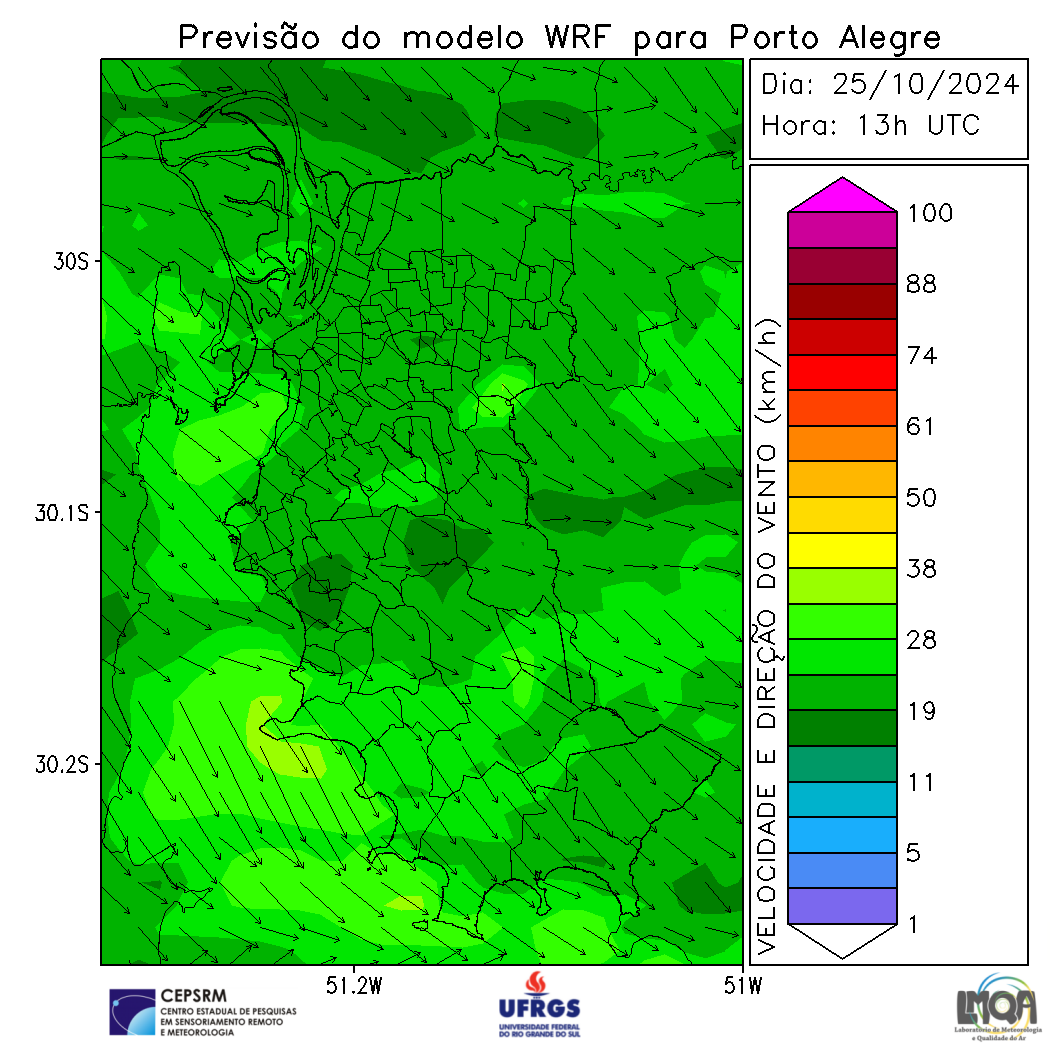 Previsão do modelo WRF para Porto Alegre
Dia: 25/10/2024
Hora: 13h UTC
30S
30.1S
30.2S
51.2W
51W
VELOCIDADE E DIREÇÃO DO VENTO (km/h)
100
88
74
61
50
38
28
19
11
5
1
CEPSRM
CENTRO ESTADUAL DE PESQUISAS
EM SENSORIAMENTO REMOTO
E METEOROLOGIA
UFRGS
UNIVERSIDADE FEDERAL
DO RIO GRANDE DO SUL
LMQA
Laboratório de Meteorologia
e Qualidade do Ar